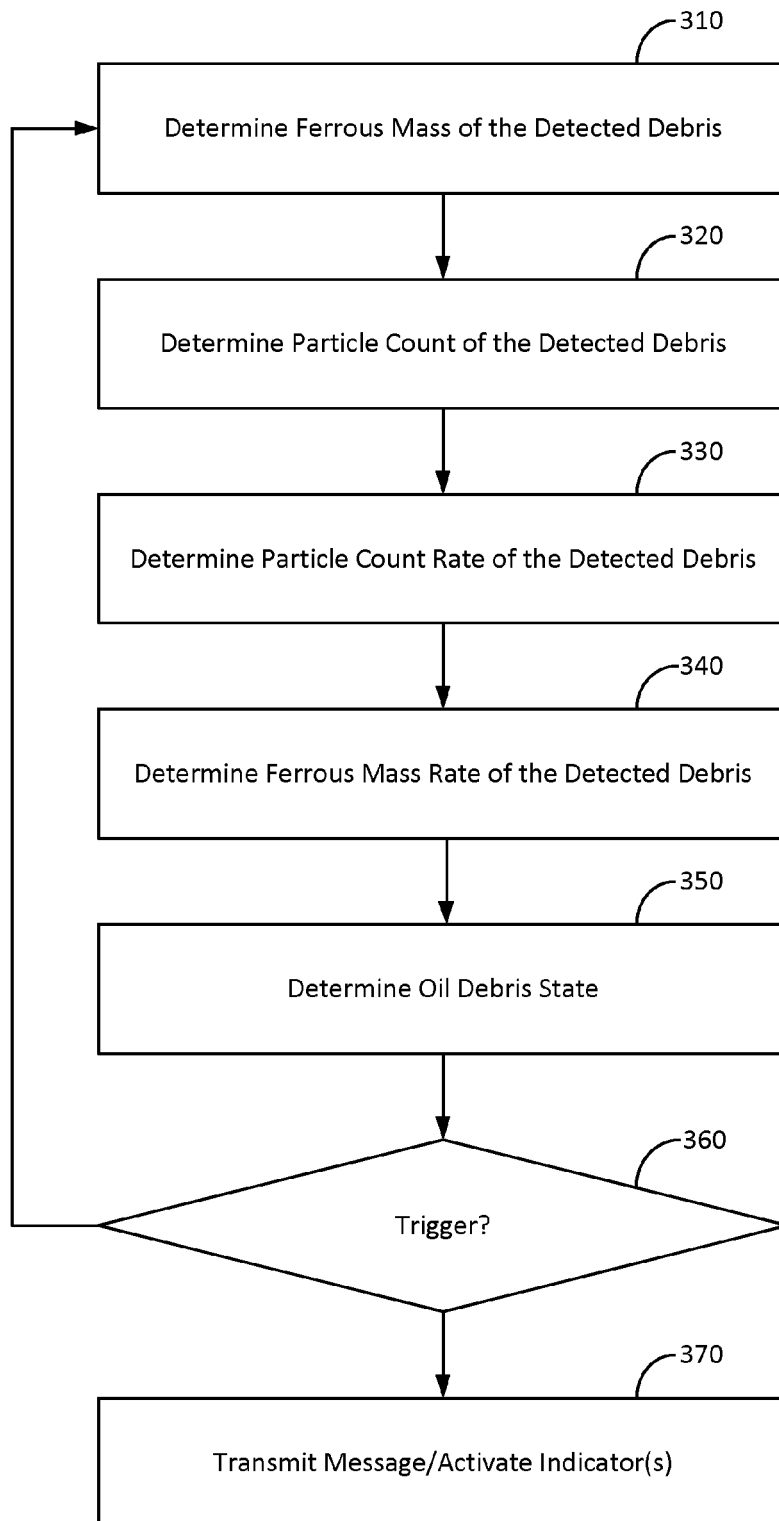 310
Determine Ferrous Mass of the Detected Debris
320
Determine Particle Count of the Detected Debris
330
Determine Particle Count Rate of the Detected Debris
340
Determine Ferrous Mass Rate of the Detected Debris
350
Determine Oil Debris State
360
Trigger?
370
Transmit Message/Activate Indicator(s)